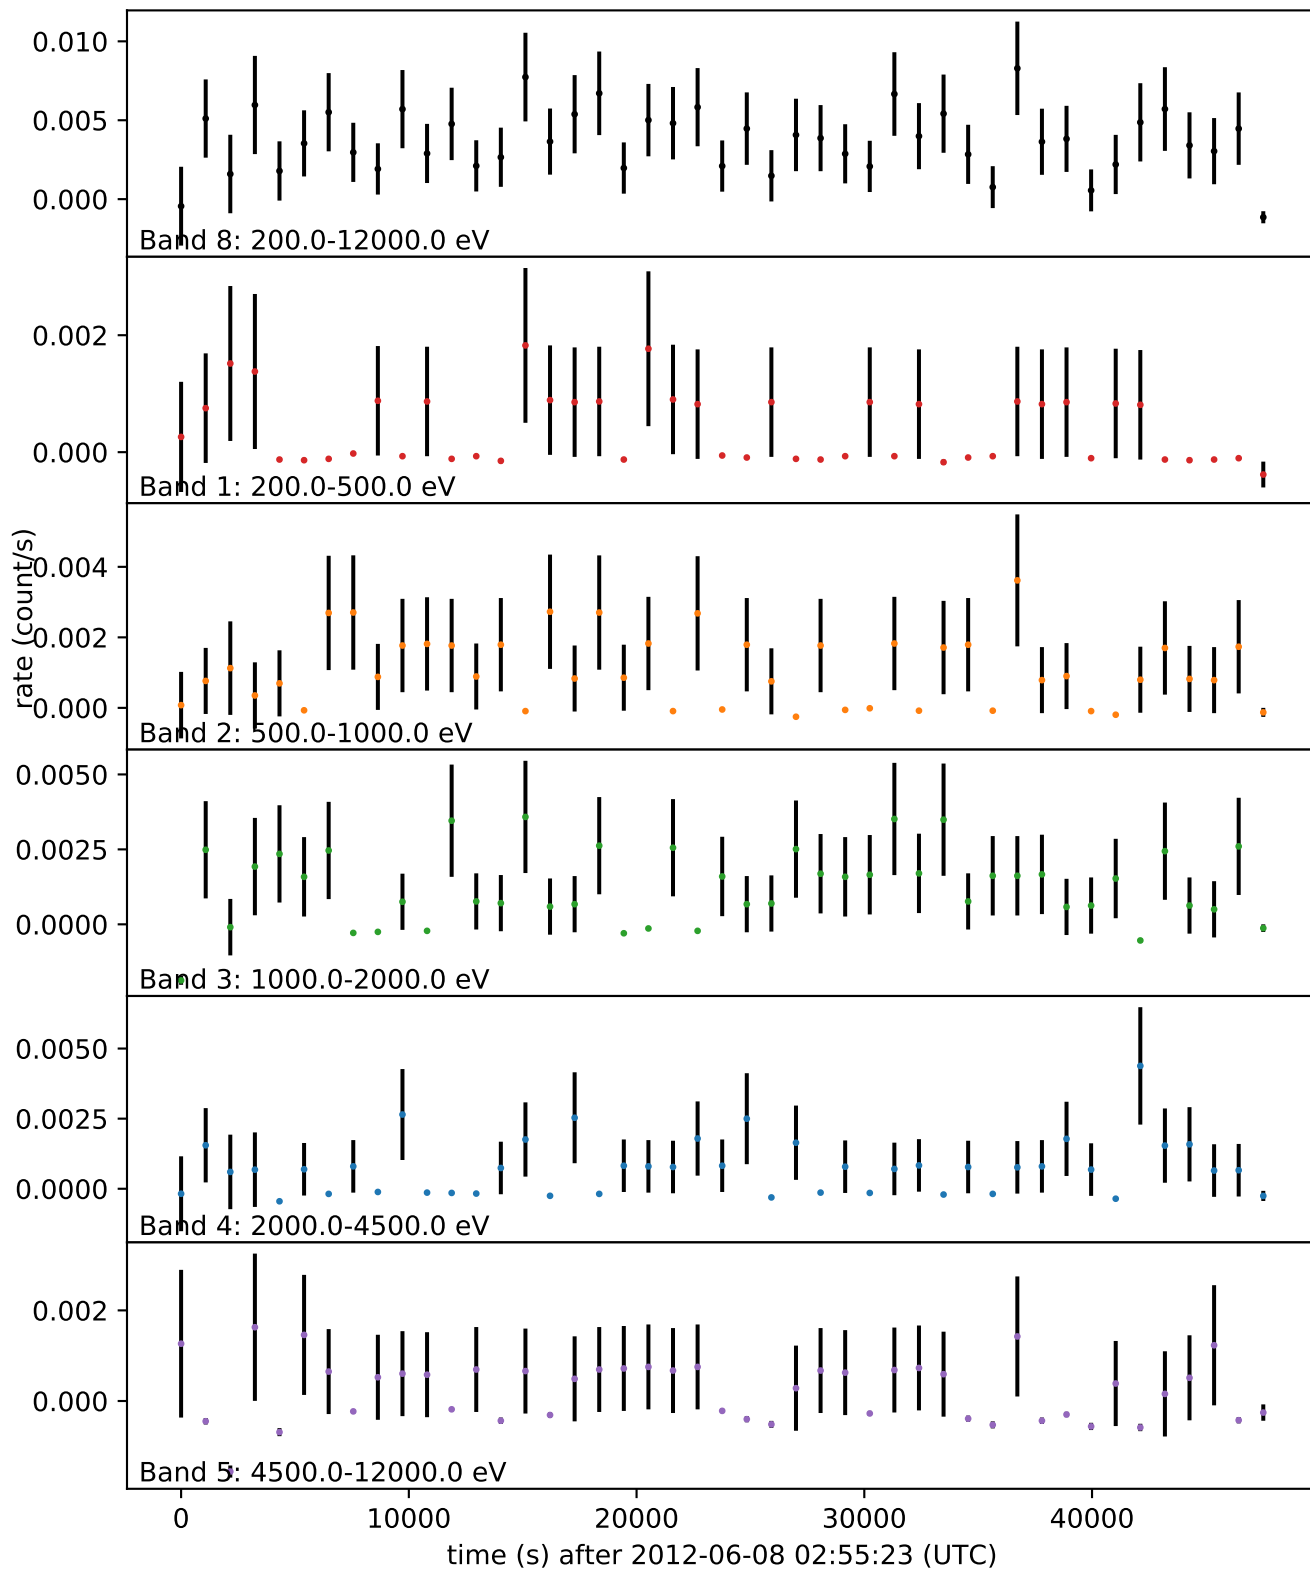 0.010
0.005
0.000
Band 8: 200.0-12000.0 eV
0.002
0.000
Band 1: 200.0-500.0 eV
rate (count/s)
0.004
0.002
0.000
Band 2: 500.0-1000.0 eV
0.0050
0.0025
0.0000
Band 3: 1000.0-2000.0 eV
0.0050
0.0025
0.0000
Band 4: 2000.0-4500.0 eV
0.002
0.000
Band 5: 4500.0-12000.0 eV
0 10000 20000 30000 40000
time (s) after 2012-06-08 02:55:23 (UTC)